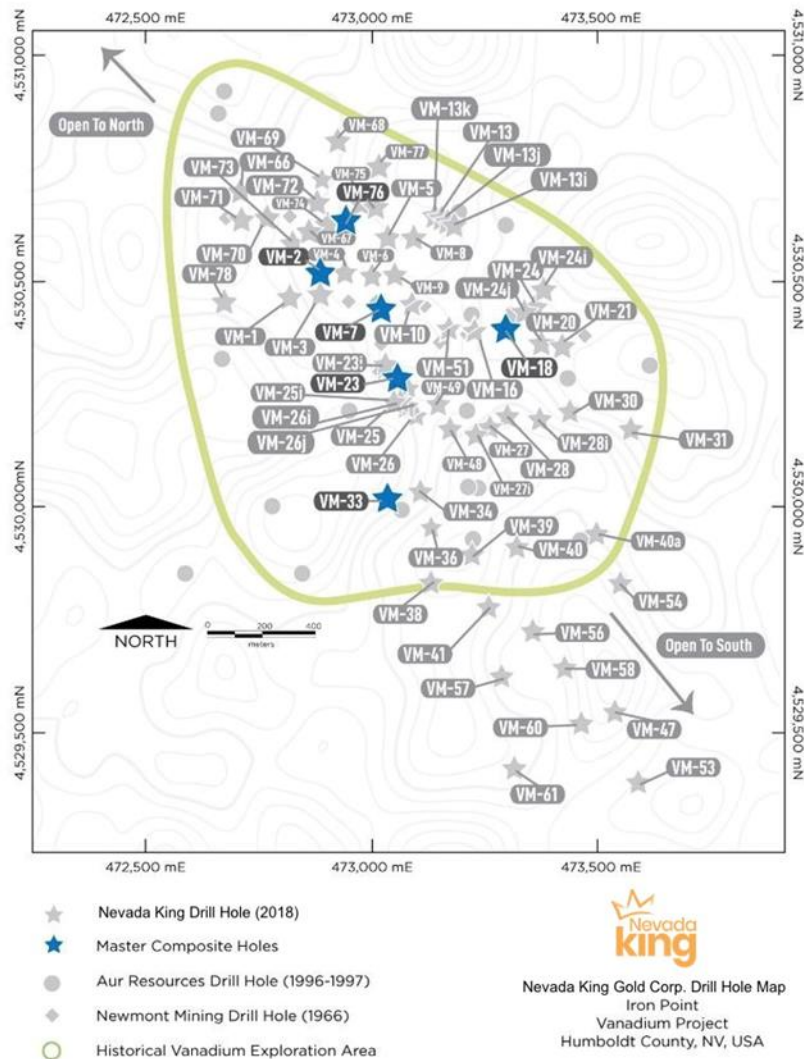 472,500 mE
473,000 mE
473,500 mE
4,531,000 mN
4,531,000 mN
Open To North
VM-68
VM-13k
VM-69
VM-77
VM-13
VM-73
VM-66
VM-75
VM-13j
VM-72
VM-76
VM-5
VM-13i
VM-71
VM-74
VM-67
VM-70
VM-2
VM-4
VM-6
VM-8
VM-24i
VM-78
VM-24
4,530,500 mN
4,530,500 mN
VM-9
VM-24j
VM-21
VM-1
VM-7
VM-10
VM-20
VM-3
VM-23i
VM-51
VM-18
VM-23
VM-16
VM-25i
VM-49
VM-30
VM-26i
VM-26j
VM-25
VM-27
VM-28i
VM-31
VM-26
VM-48
VM-28
VM-27i
4,530,000mN
4,530,000 mN
VM-33
VM-34
VM-39
VM-36
VM-40
VM-40a
VM-38
VM-54
NORTH
0 200 400
meters
VM-41
VM-56
Open To South
VM-57
VM-58
4,529,500 mN
4,529,500 mN
VM-60
VM-47
VM-61
VM-53
472,500 mE
473,000 mE
473,500 mE
Nevada King Drill Hole (2018)
Master Composite Holes
Aur Resources Drill Hole (1996-1997)
Newmont Mining Drill Hole (1966)
Historical Vanadium Exploration Area
Nevada
king
Nevada King Gold Corp. Drill Hole Map
Iron Point
Vanadium Project
Humboldt County, NV, USA